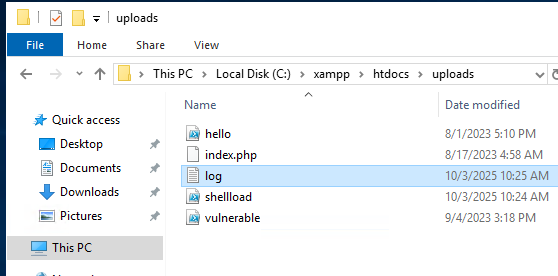 uploads
File Home Share View
This PC Local Disk (C:) xampp htdocs uploads
Name Date modified
Quick access
Desktop
Documents
Downloads
Pictures
This PC
hello 8/1/2023 5:10 PM
index.php 8/17/2023 4:58 AM
log 10/3/2025 10:25 AM
shellload 10/3/2025 10:24 AM
vulnerable 9/4/2023 3:18 PM